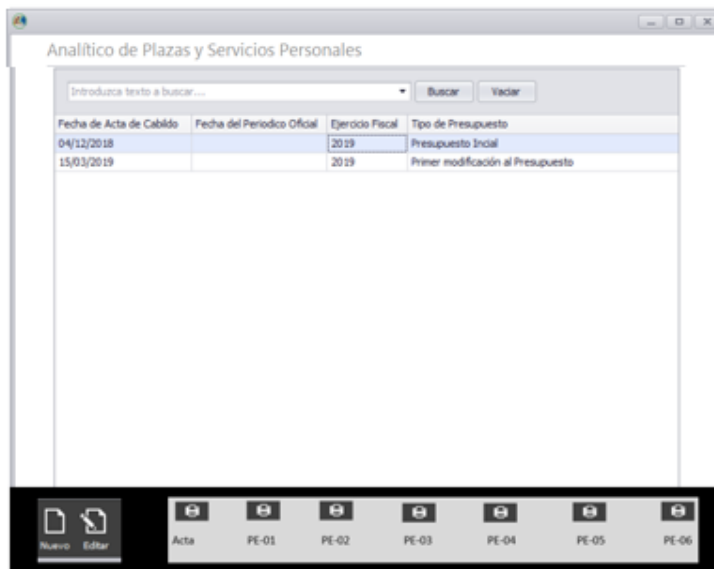 Analítico de Plazas y Servicios Personales
Introduzca texto a buscar.... Buscar Vaciar
Fecha de Acta de Cabildo Fecha del Periodico Oficial Ejercicio Fiscal Tipo de Presupuesto
04/12/2018 2019 Presupuesto Incial
15/03/2019 2019 Primer modificación al Presupuesto
Nuevo Editar Acta PE-01 PE-02 PE-03 PE-04 PE-05 PE-06